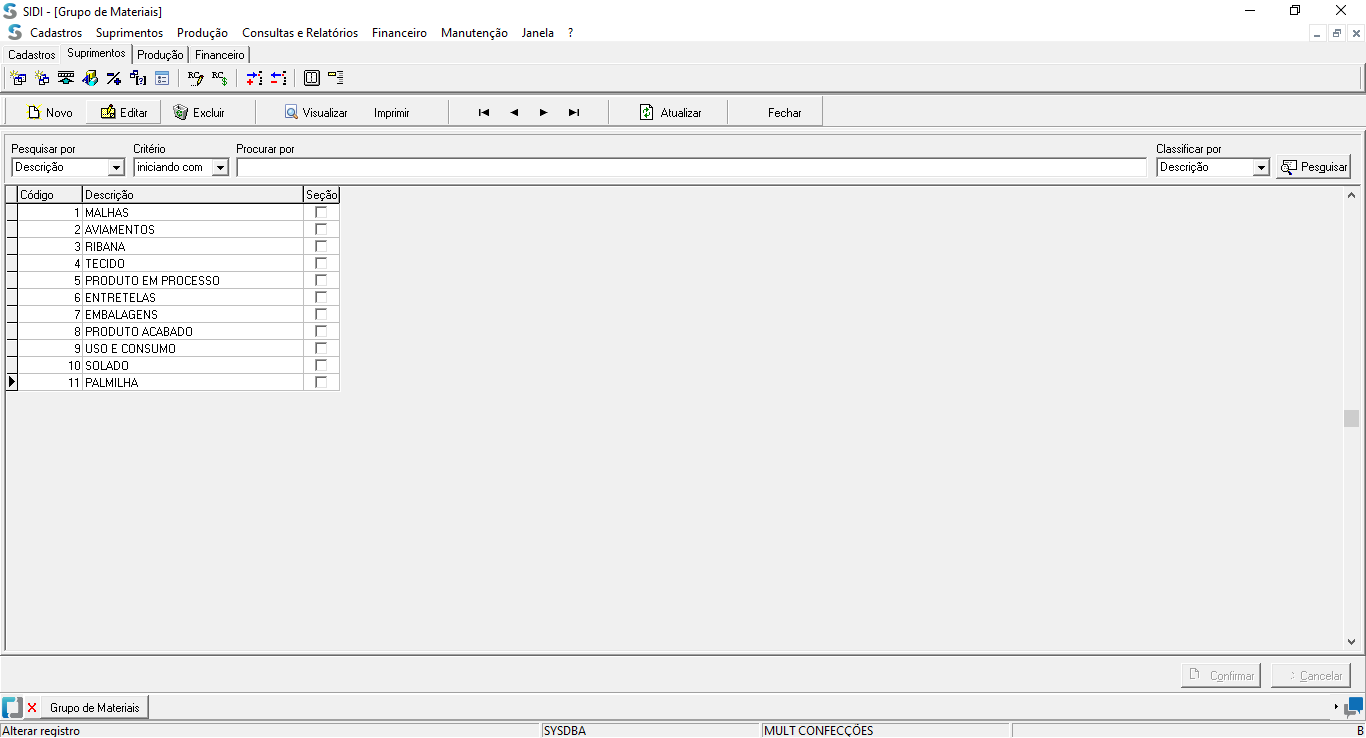 SIDI - [Grupo de Materiais]
Cadastros Suprimentos Produção Consultas e Relatórios Financeiro Manutenção Janela ?
Cadastros Suprimentos Produção Financeiro
Novo Editar Excluir Visualizar Imprimir Atualizar Fechar
Pesquisar por Critério Procurar por Classificar por
Descrição iniciando com Descrição Pesquisar
Código Descrição Seção
1 MALHAS
2 AVIAMENTOS
3 RIBANA
4 TECIDO
5 PRODUTO EM PROCESSO
6 ENTRETELAS
7 EMBALAGENS
8 PRODUTO ACABADO
9 USO E CONSUMO
10 SOLADO
11 PALMILHA
Confirmar Cancelar
Grupo de Materiais
Alterar registro SYSDBA MULT CONFECÇÕES B